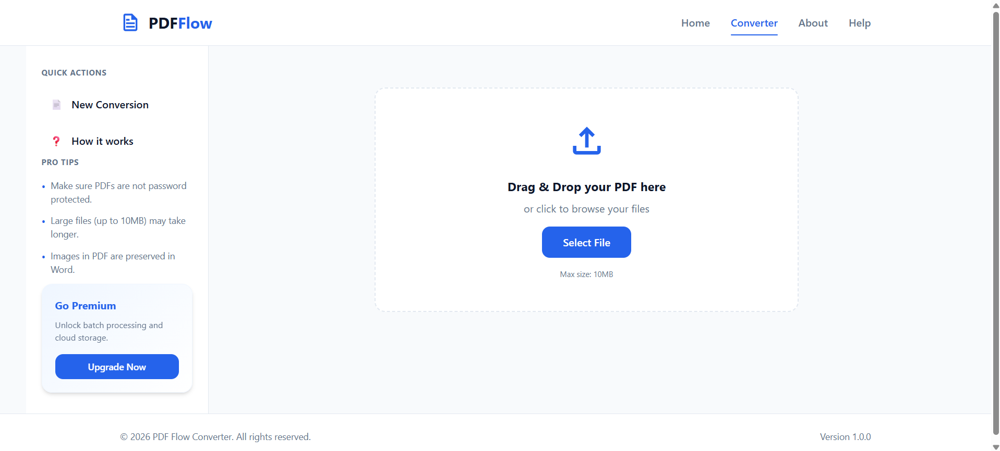 PDFFlow
Home
Converter
About
Help
QUICK ACTIONS
New Conversion
How it works
PRO TIPS
• Make sure PDFs are not password
protected.
• Large files (up to 10MB) may take
longer.
• Images in PDF are preserved in
Word.
Go Premium
Unlock batch processing and
cloud storage.
Upgrade Now
Drag & Drop your PDF here
or click to browse your files
Select File
Max size: 10MB
© 2026 PDF Flow Converter. All rights reserved.
Version 1.0.0